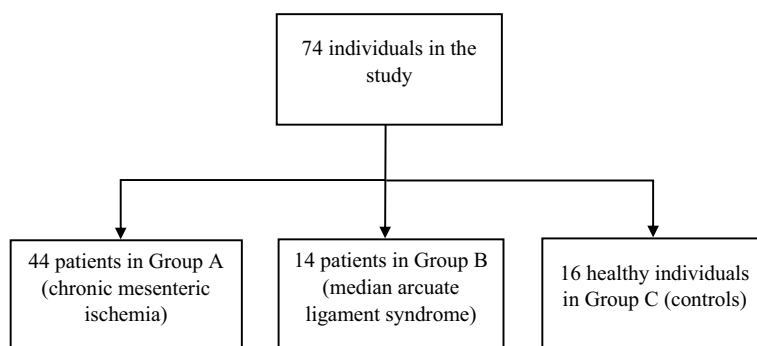 74 individuals in the
study
44 patients in Group A
(chronic mesenteric
ischemia)
14 patients in Group B
(median arcuate
ligament syndrome)
16 healthy individuals
in Group C (controls)